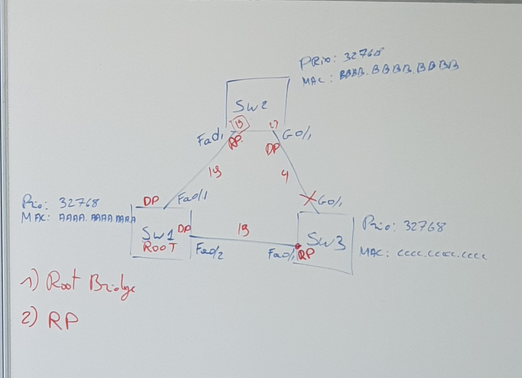 PRio: 32768
MAC: BBBB.BBBB.BBBB
Sw2
19
Fa0/1
RP
DP
G0/1
19
4
Prio: 32768
MAC: AAAA.AAAA.AAAA
DP
Fa0/1
G0/1
Sw1
DP
ROOT
19
Fa0/2
Fa0/1
RP
Sw3
Prio: 32768
MAC: CCCC.CCCC.CCCC
1) Root Bridge
2) RP